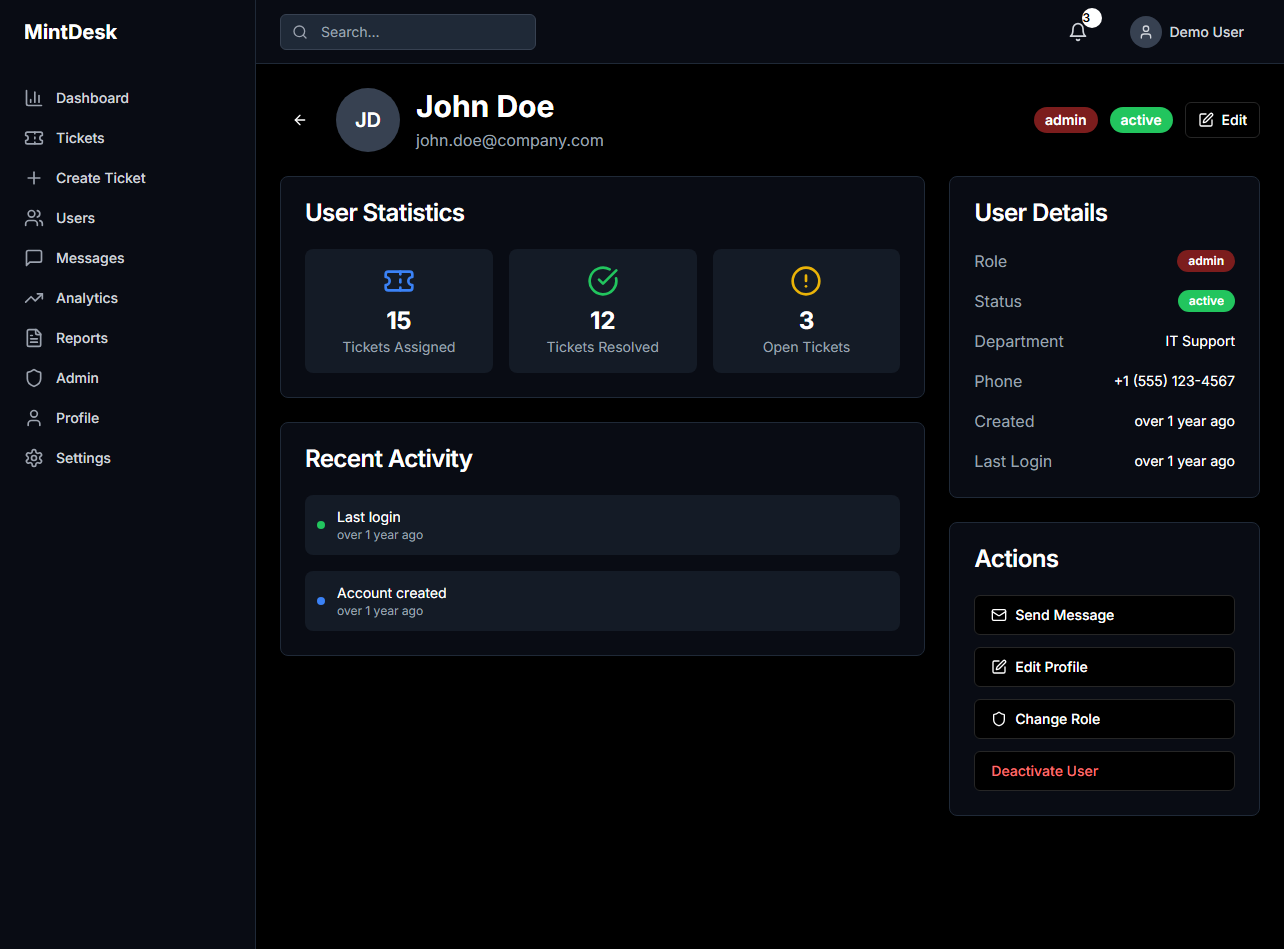 MintDesk
Search...
3
Demo User
Dashboard
Tickets
Create Ticket
Users
Messages
Analytics
Reports
Admin
Profile
Settings
JD
John Doe
john.doe@company.com
admin
active
Edit
User Statistics
15
Tickets Assigned
12
Tickets Resolved
3
Open Tickets
Recent Activity
Last login
over 1 year ago
Account created
over 1 year ago
User Details
Role admin
Status active
Department IT Support
Phone +1 (555) 123-4567
Created over 1 year ago
Last Login over 1 year ago
Actions
Send Message
Edit Profile
Change Role
Deactivate User